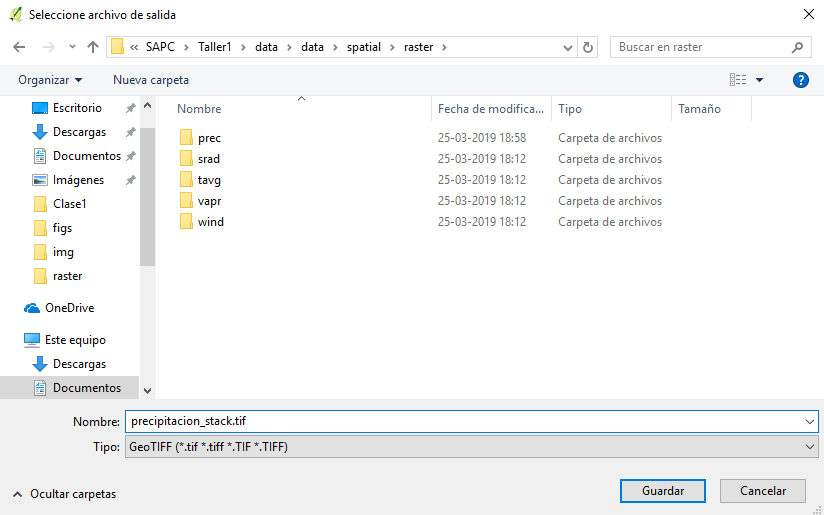 Seleccione archivo de salida
« SAPC > Taller1 > data > data > spatial > raster >
Buscar en raster
Organizar
Nueva carpeta
?
Escritorio
Descargas
Documentos
Imágenes
Clase1
figs
img
raster
OneDrive
Este equipo
Descargas
Documentos
Nombre Fecha de modifica... Tipo Tamaño
prec 25-03-2019 18:58 Carpeta de archivos
srad 25-03-2019 18:12 Carpeta de archivos
tavg 25-03-2019 18:12 Carpeta de archivos
vapr 25-03-2019 18:12 Carpeta de archivos
wind 25-03-2019 18:12 Carpeta de archivos
Nombre: precipitacion_stack.tif
Tipo: GeoTIFF (*.tif *.tiff *.TIF *.TIFF)
Ocultar carpetas
Guardar
Cancelar